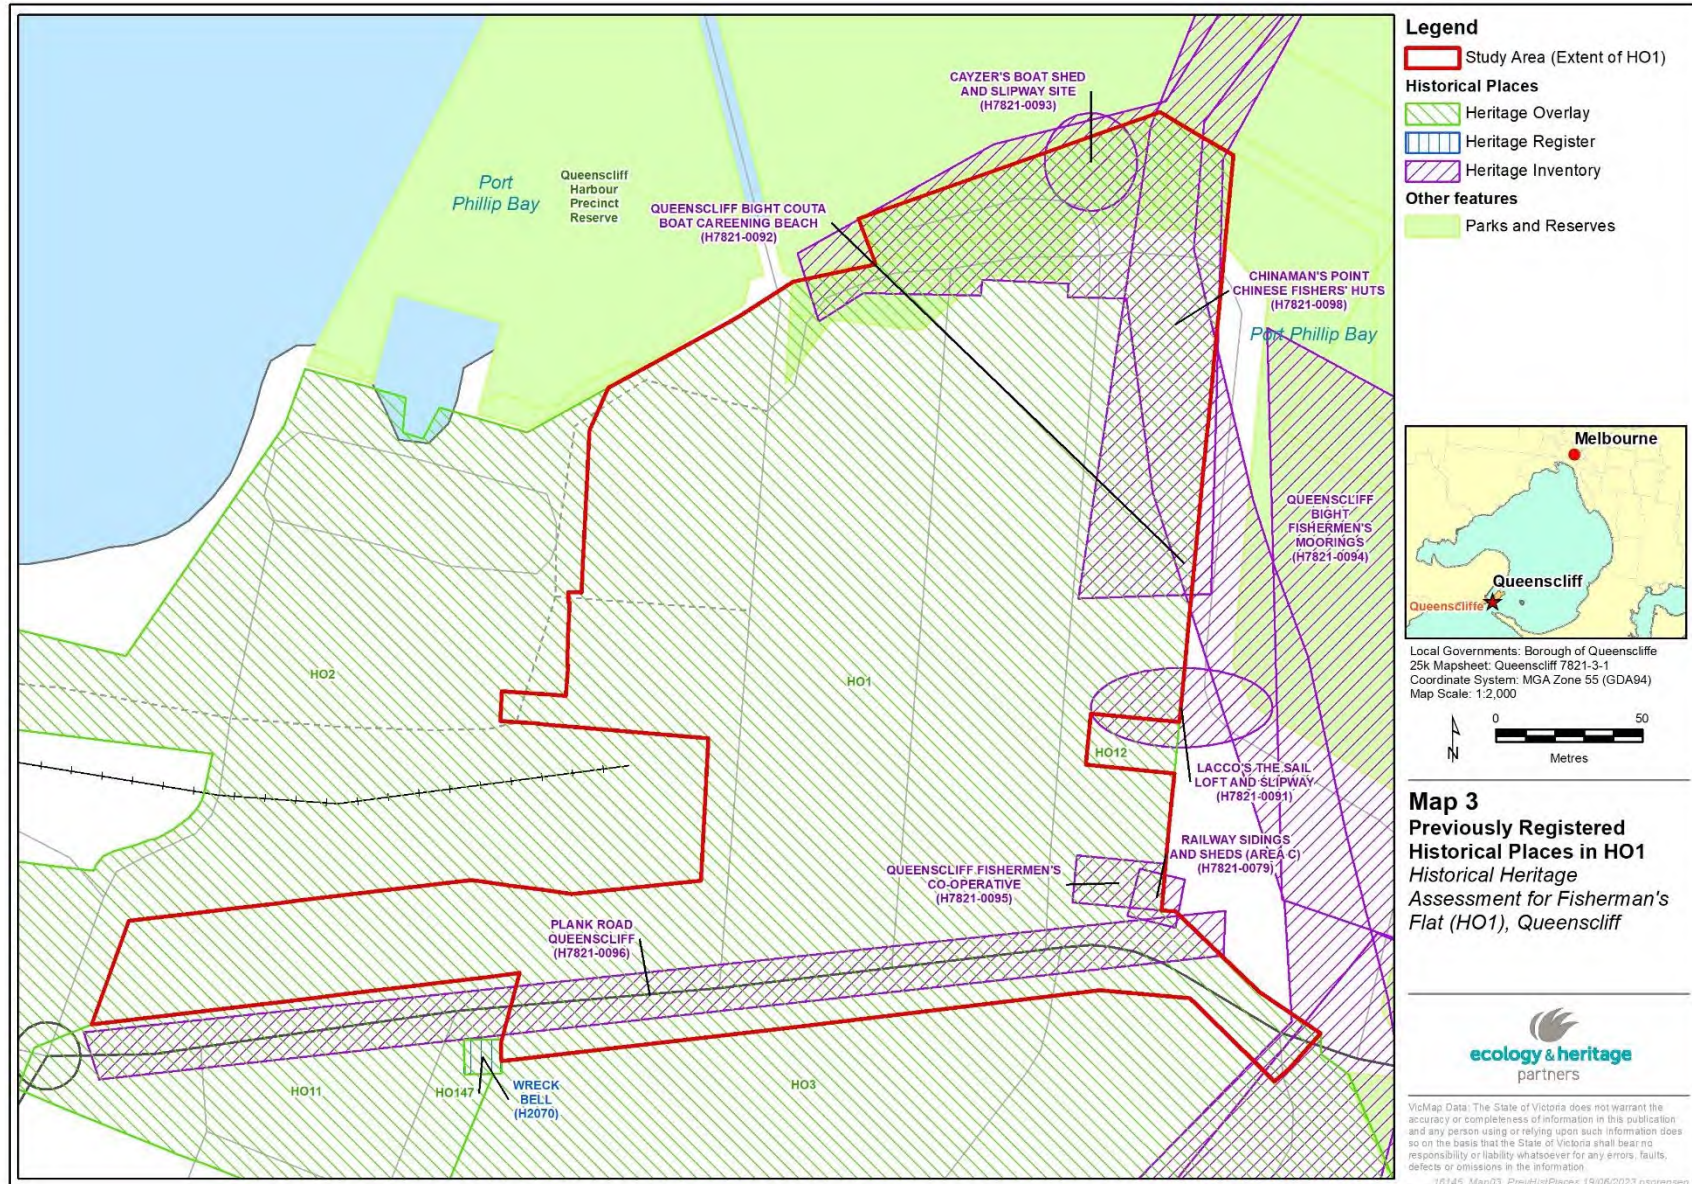 CAYZER'S BOAT SHED
AND SLIPWAY SITE
(H7821-0093)
Port
Phillip Bay
Queenscliff
Harbour
Precinct
Reserve
QUEENSCLIFF BIGHT COUTA
BOAT CAREENING BEACH
(H7821-0092)
CHINAMAN'S POINT
CHINESE FISHERS' HUTS
(H7821-0098)
Port Phillip Bay
QUEENSCLIFF
BIGHT
FISHERMEN'S
MOORINGS
(H7821-0094)
HO2
HO1
HO12
LACCO'S THE SAIL
LOFT AND SLIPWAY
(H7821-0091)
RAILWAY SIDINGS
AND SHEDS (AREA C)
(H7821-0079)
QUEENSCLIFF FISHERMEN'S
CO-OPERATIVE
(H7821-0095)
PLANK ROAD
QUEENSCLIFF
(H7821-0096)
HO11
HO147
WRECK
BELL
(H2070)
HO3
Legend
Study Area (Extent of HO1)
Historical Places
Heritage Overlay
Heritage Register
Heritage Inventory
Other features
Parks and Reserves
Melbourne
Queenscliff
Queenscliffe
Local Governments: Borough of Queenscliffe
25k Mapsheet: Queenscliff 7821-3-1
Coordinate System: MGA Zone 55 (GDA94)
Map Scale: 1:2,000
N
0 50
Metres
Map 3
Previously Registered
Historical Places in HO1
Historical Heritage
Assessment for Fisherman's
Flat (HO1), Queenscliff
ecology & heritage
partners
VicMap Data: The State of Victoria does not warrant the
accuracy or completeness of information in this publication
and any person using or relying upon such information does
so on the basis that the State of Victoria shall bear no
responsibility or liability whatsoever for any errors, faults,
defects or omissions in the information
16145_Map03_PrevHistPlaces 19/06/2023